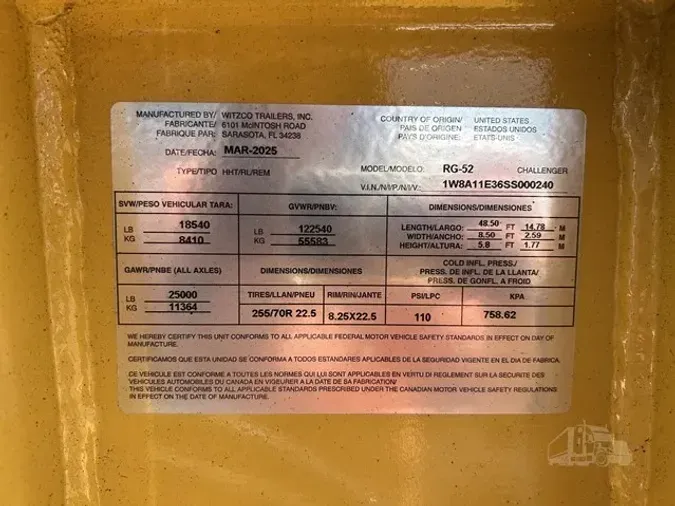 MANUFACTURED BY/ WITZCO TRAILERS, INC.
FABRICANTE/ 6101 McINTOSH ROAD
FABRIQUE PAR: SARASOTA, FL 34238
COUNTRY OF ORIGIN/ UNITED STATES
PAIS DE ORIGEN ESTADOS UNIDOS
PAYS D'ORIGINE: ETATS-UNIS
DATE/FECHA: MAR-2025
TYPE/TIPO HHT/RL/REM
MODEL/MODELO: RG-52 CHALLENGER
V.I.N./N/I/P./N/V.: 1W8A11E36SS000240
SVW/PESO VEHICULAR TARA:
LB 18540
KG 8410
GVWR/PNBV:
LB 122540
KG 55583
DIMENSIONS/DIMENSIONES
LENGTH/LARGO: 48.50 FT 14.78 M
WIDTH/ANCHO: 8.50 FT 2.59 M
HEIGHT/ALTURA: 5.8 FT 1.77 M
GAWR/PNBE (ALL AXLES)
LB 25000
KG 11364
DIMENSIONS/DIMENSIONES
TIRES/LLAN/PNEU RIM/RIN/JANTE
255/70R 22.5 8.25X22.5
COLD INFL. PRESS/
PRESS. DE INFL. DE LA LLANTA/
PRESS. DE GONFL. A FROID
PSI/LPC KPA
110 758.62
WE HEREBY CERTIFY THIS UNIT CONFORMS TO ALL APPLICABLE FEDERAL MOTOR VEHICLE SAFETY STANDARDS IN EFFECT ON DAY OF
MANUFACTURE.
CERTIFICAMOS QUE ESTA UNIDAD SE CONFORMA A TODOS ESTANDARES APLICABLES DE LA SEGURIDAD VIGENTE EN EL DIA DE FABRICA.
CE VEHICULE EST CONFORME A TOUTES LES NORMES QUI LUI SONT APLICABLES EN VERTU DI REGLEMENT SUR LA SECURITE DES
VEHICULES AUTOMOBILES DU CANADA EN VIGEURER A LA DATE DE SA FABRICATION/
THIS VEHICLE CONFORMS TO ALL APPLICABLE STANDARDS PRESCRIBED UNDER THE CANADIAN MOTOR VEHICLE SAFETY REGULATIONS
IN EFFECT ON THE DATE OF MANUFACTURE.